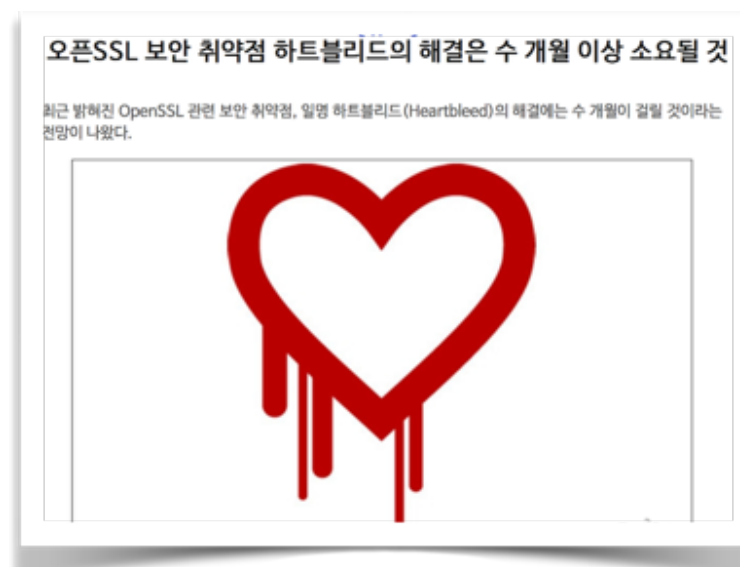 오픈SSL 보안 취약점 하트블리드의 해결은 수 개월 이상 소요될 것
최근 밝혀진 OpenSSL 관련 보안 취약점, 일명 하트블리드(Heartbleed)의 해결에는 수 개월이 걸릴 것이라는
전망이 나왔다.